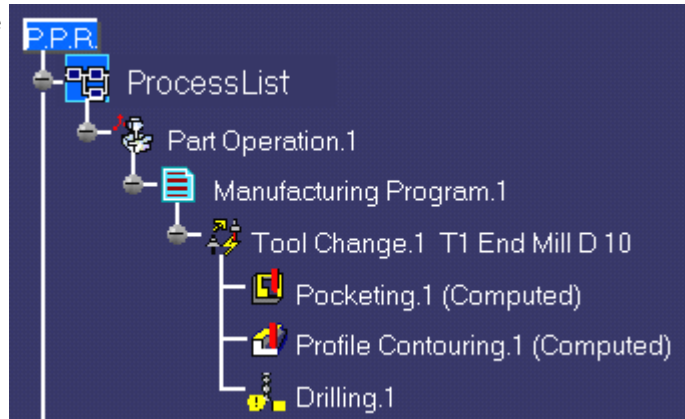 P.P.R.
ProcessList
Part Operation.1
Manufacturing Program.1
Tool Change.1 T1 End Mill D 10
Pocketing.1 (Computed)
Profile Contouring.1 (Computed)
Drilling.1